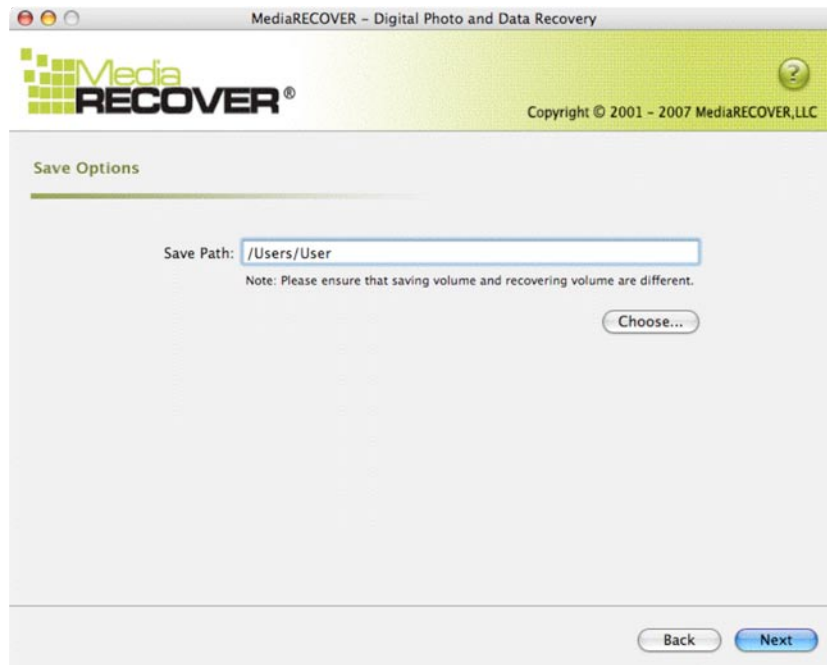 MediaRECOVER – Digital Photo and Data Recovery
Media
RECOVER®
?
Copyright © 2001 – 2007 MediaRECOVER,LLC
Save Options
Save Path: /Users/User
Note: Please ensure that saving volume and recovering volume are different.
Choose...
Back Next